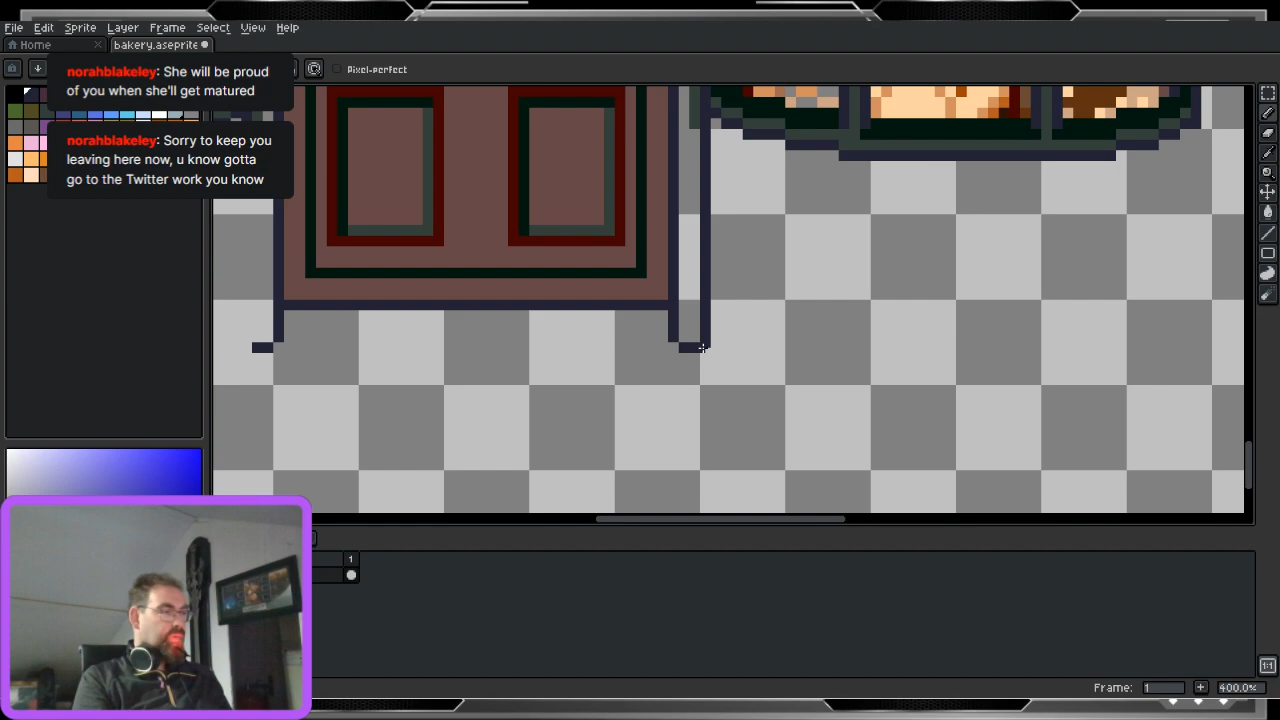 File Edit Sprite Layer Frame Select View Help
Home bakery.aseprite
Pixel-perfect
norahblakeley: She will be proud
of you when she'll get matured
norahblakeley: Sorry to keep you
leaving here now, u know gotta
go to the Twitter work you know
1
1:1
Frame: 1 + 400.0%